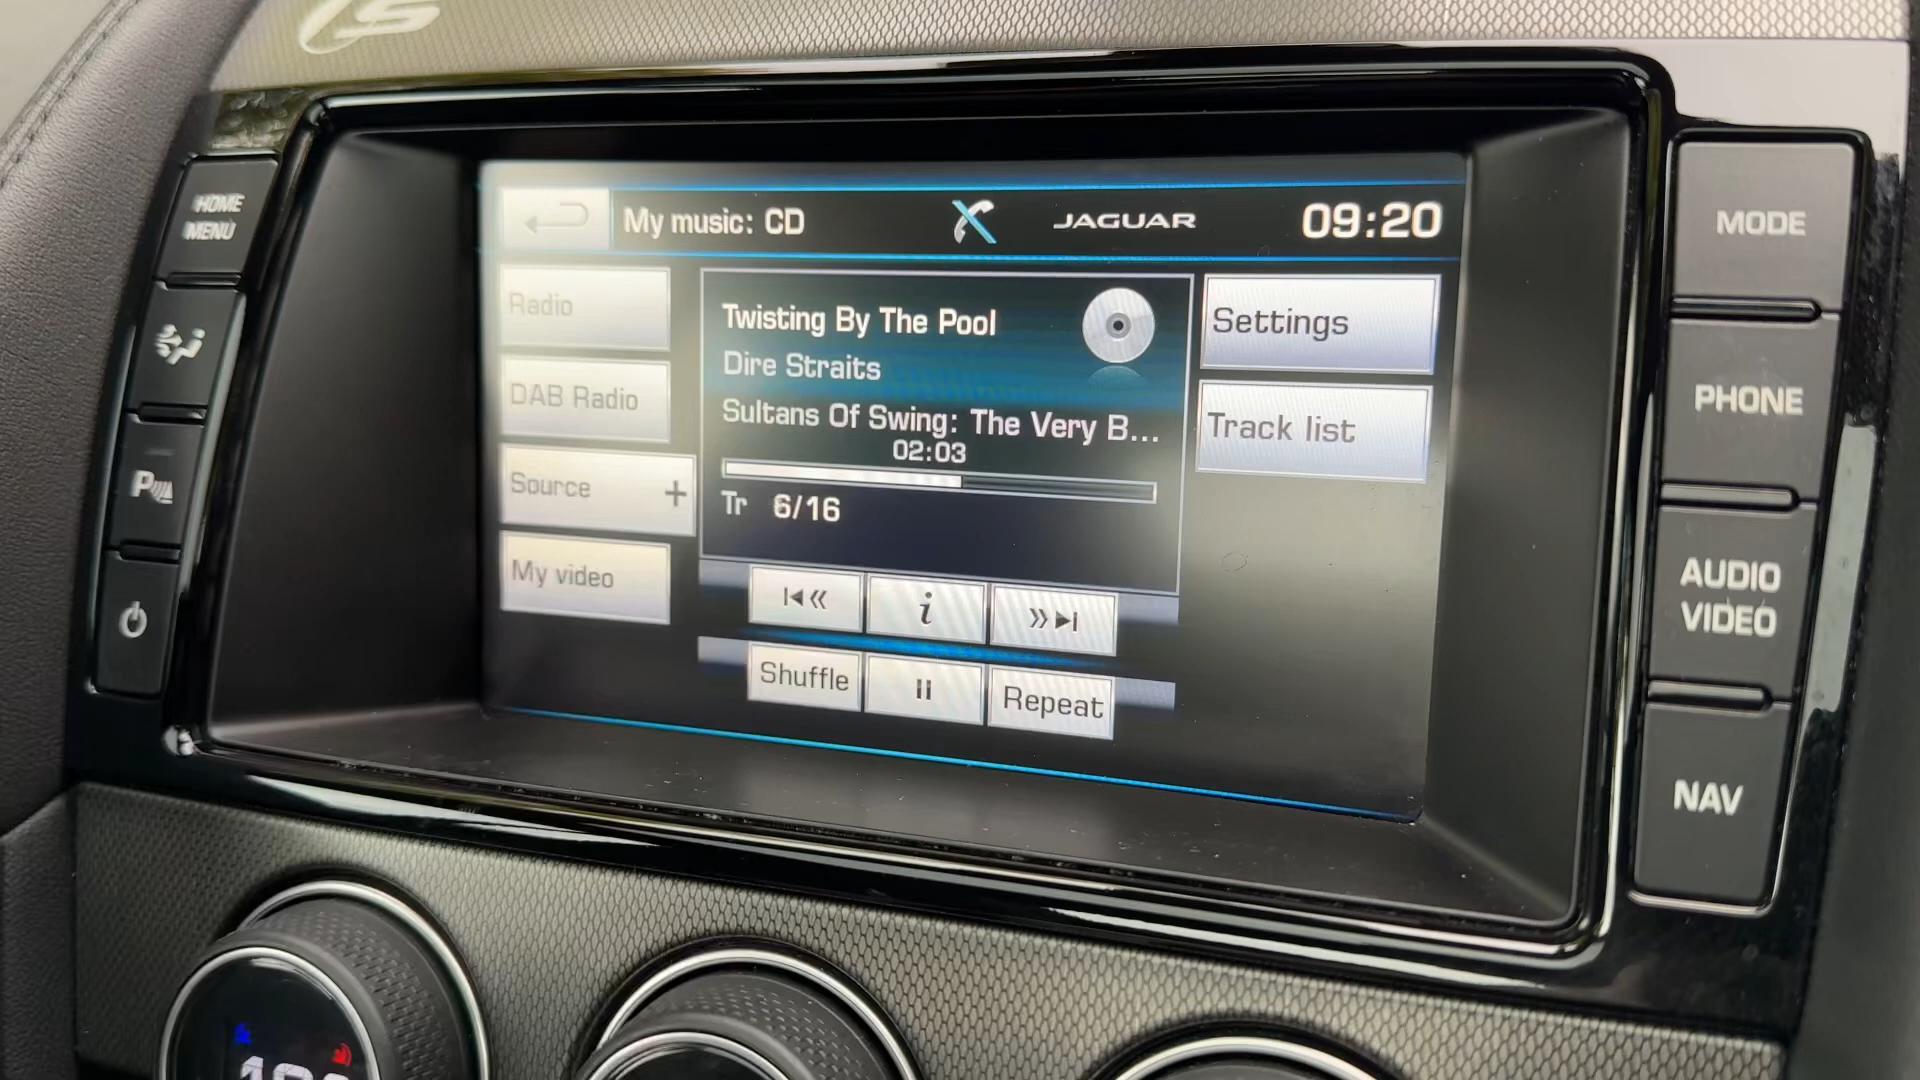 S
HOME
MENU
My music: CD
JAGUAR
09:20
MODE
Radio
Twisting By The Pool
Settings
DAB Radio
Dire Straits
Track list
PHONE
Sultans Of Swing: The Very B...
02:03
Source +
Tr 6/16
P
My video
i
AUDIO
VIDEO
Shuffle
Repeat
NAV